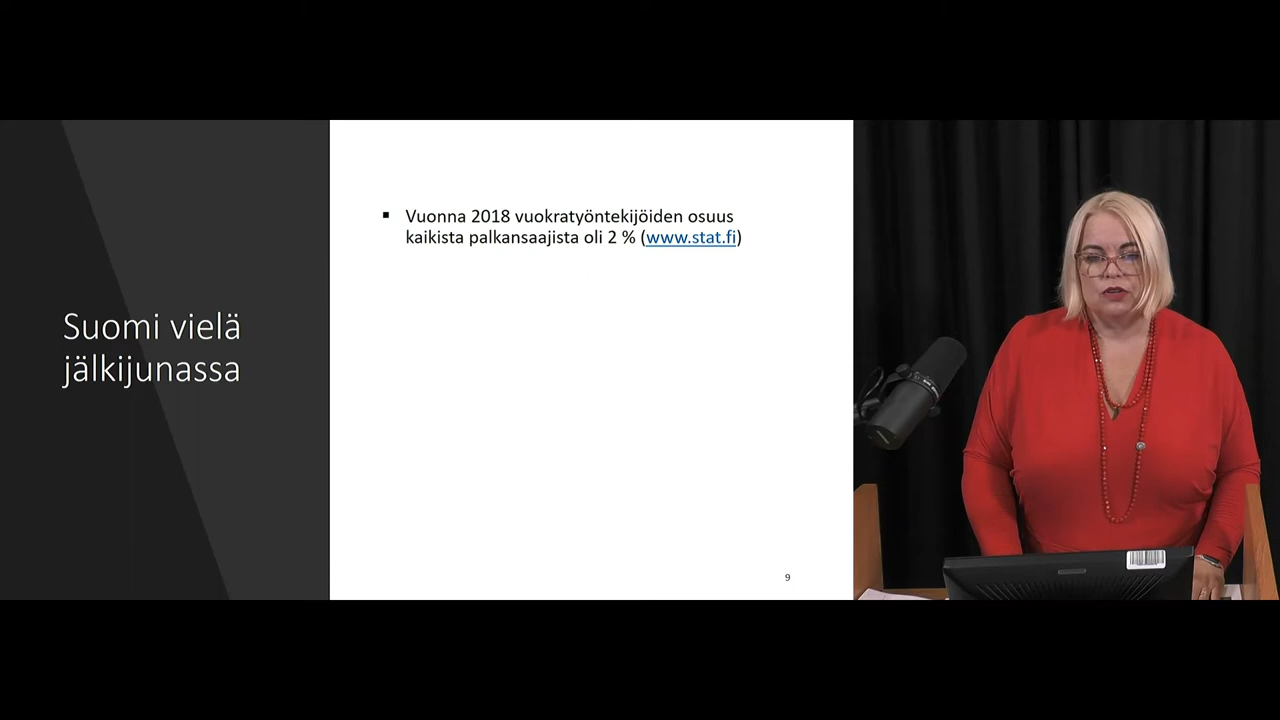 Suomi vielä
jälkijunassa
▪ Vuonna 2018 vuokratyöntekijöiden osuus
kaikista palkansaajista oli 2 % (www.stat.fi)
9